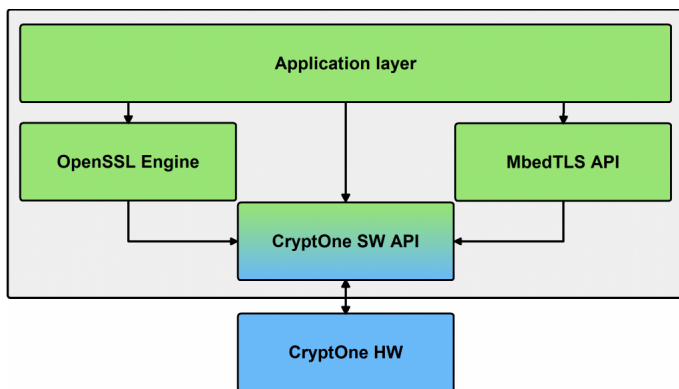 Application layer
OpenSSL Engine
MbedTLS API
CryptOne SW API
CryptOne HW